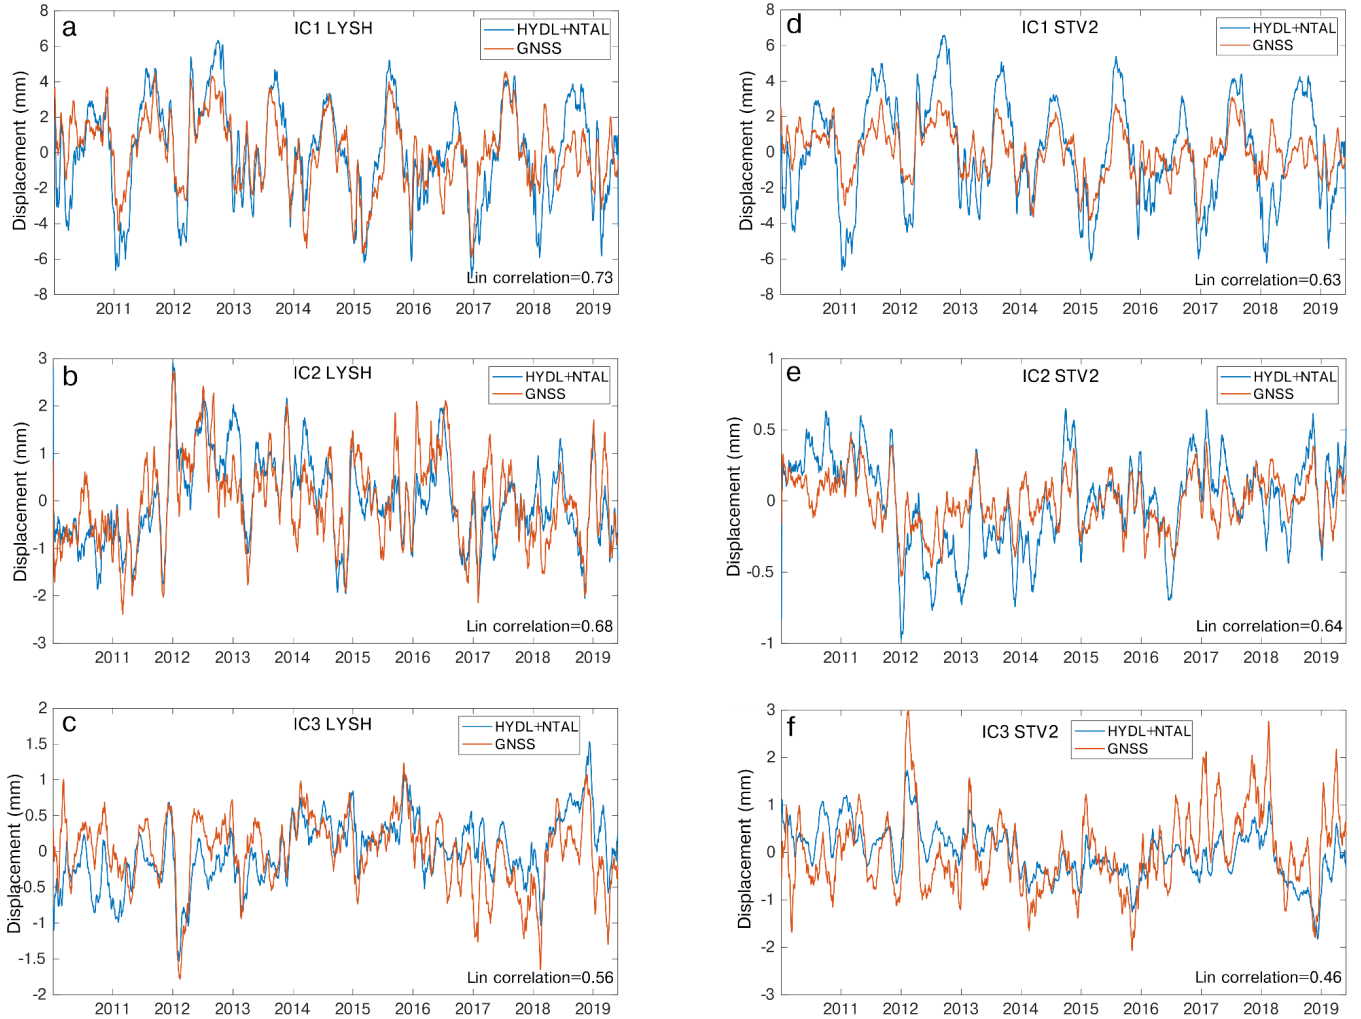 a
IC1 LYSH
HYDL+NTAL
GNSS
Displacement (mm)
8
6
4
2
0
-2
-4
-6
-8
Lin correlation=0.73
2011 2012 2013 2014 2015 2016 2017 2018 2019
d
IC1 STV2
HYDL+NTAL
GNSS
Displacement (mm)
8
6
4
2
0
-2
-4
-6
-8
Lin correlation=0.63
2011 2012 2013 2014 2015 2016 2017 2018 2019
b
IC2 LYSH
HYDL+NTAL
GNSS
Displacement (mm)
3
2
1
0
-1
-2
-3
Lin correlation=0.68
2011 2012 2013 2014 2015 2016 2017 2018 2019
e
IC2 STV2
HYDL+NTAL
GNSS
Displacement (mm)
1
0.5
0
-0.5
-1
Lin correlation=0.64
2011 2012 2013 2014 2015 2016 2017 2018 2019
c
IC3 LYSH
HYDL+NTAL
GNSS
Displacement (mm)
2
1.5
1
0.5
0
-0.5
-1
-1.5
-2
Lin correlation=0.56
2011 2012 2013 2014 2015 2016 2017 2018 2019
f
IC3 STV2
HYDL+NTAL
GNSS
Displacement (mm)
3
2
1
0
-1
-2
-3
Lin correlation=0.46
2011 2012 2013 2014 2015 2016 2017 2018 2019